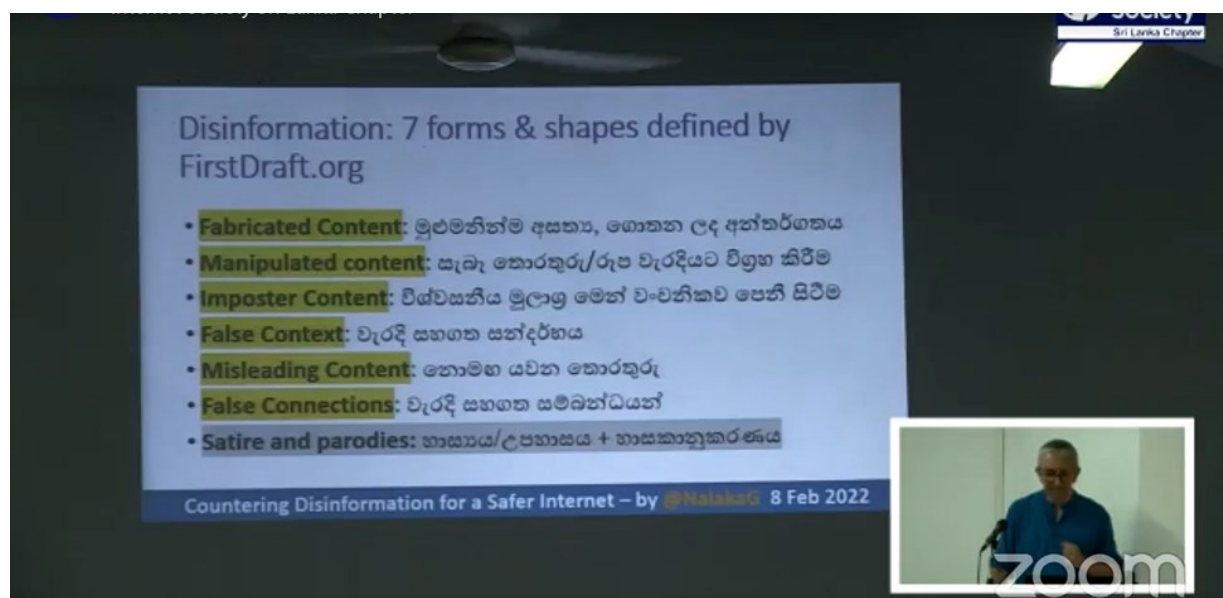 Society
Sri Lanka Chapter
Disinformation: 7 forms & shapes defined by
FirstDraft.org
• Fabricated Content: මුළුමනින්ම අසත්‍ය, ගොතන ලද අන්තර්ගතය
• Manipulated content: සැබෑ තොරතුරු/රූප වැරදියට විග්‍රහ කිරීම
• Imposter Content: විශ්වසනීය මූලාශ්‍ර මෙන් වංචනිකව පෙනී සිටීම
• False Context: වැරදි සහගත සන්දර්භය
• Misleading Content: නොමඟ යවන තොරතුරු
• False Connections: වැරදි සහගත සම්බන්ධයන්
• Satire and parodies: හාස්‍යය/උපහාසය + හාසකානුකරණය
Countering Disinformation for a Safer Internet – by @NalakaG 8 Feb 2022
zoom